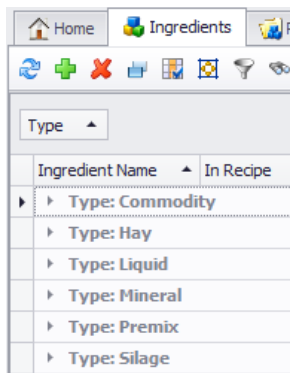 Home Ingredients
Type
Ingredient Name In Recipe
Type: Commodity
Type: Hay
Type: Liquid
Type: Mineral
Type: Premix
Type: Silage